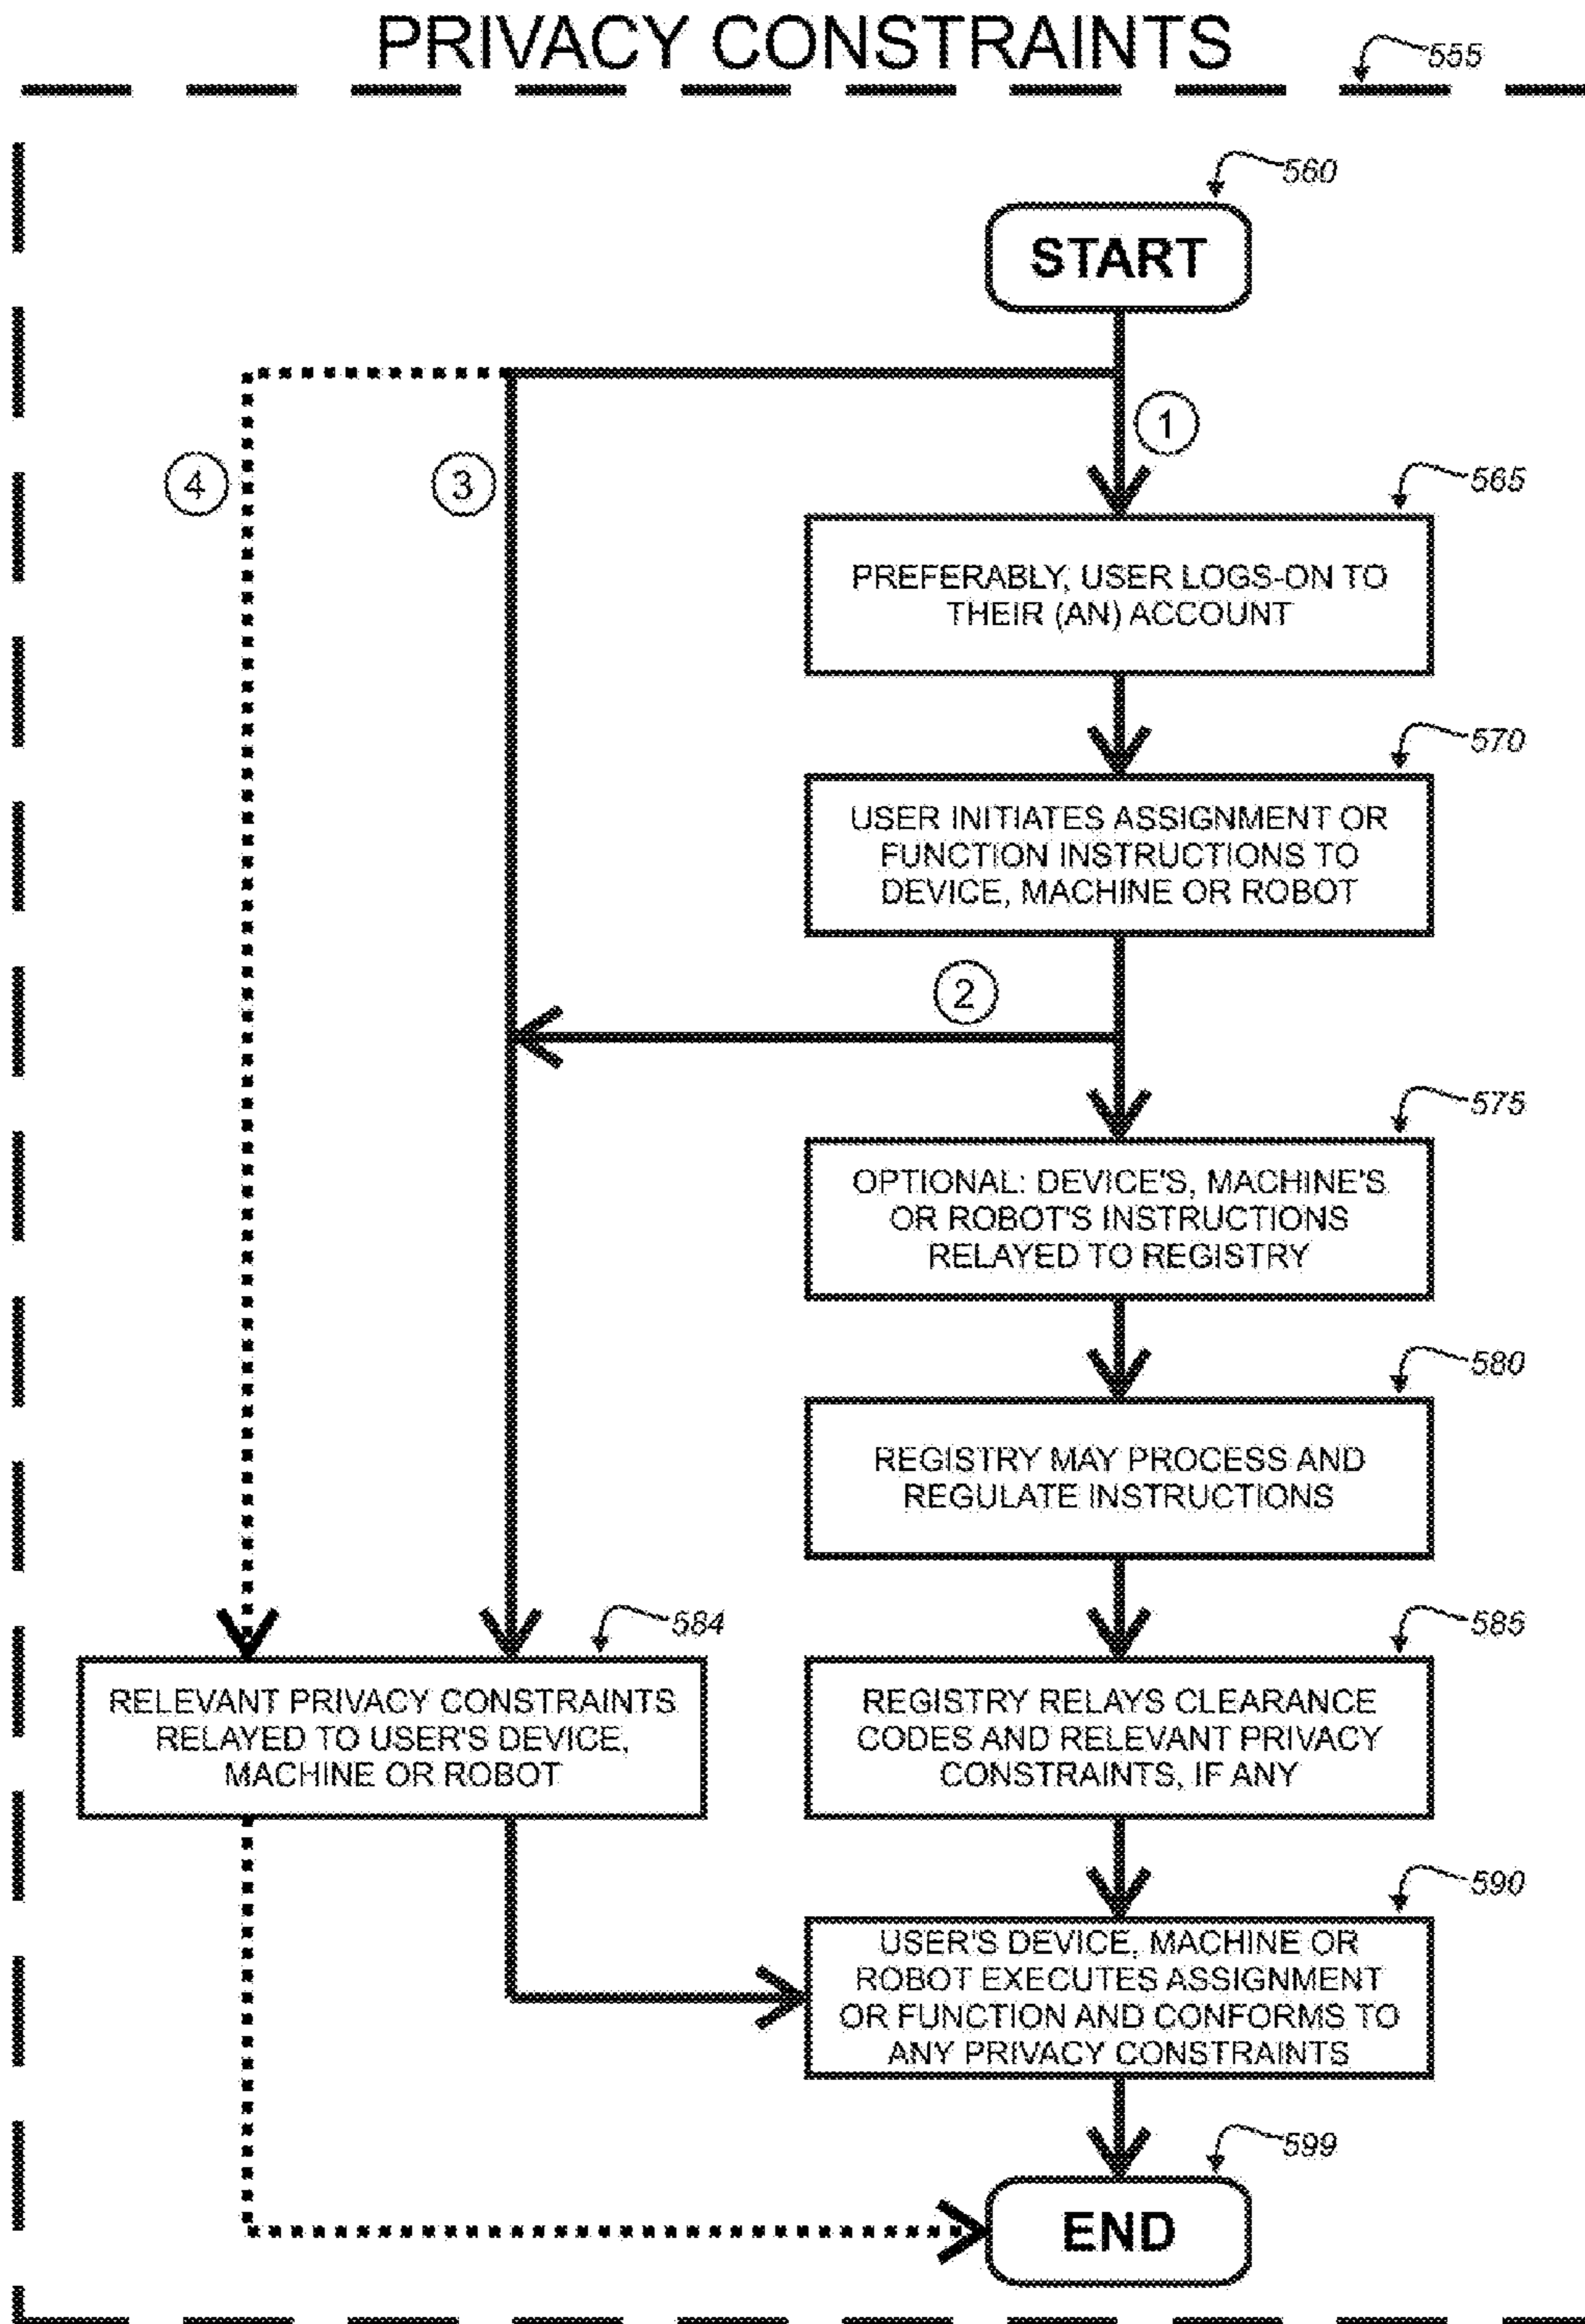 PRIVACY CONSTRAINTS
555
560
START
1
4
3
565
PREFERABLY, USER LOGS-ON TO
THEIR (AN) ACCOUNT
570
USER INITIATES ASSIGNMENT OR
FUNCTION INSTRUCTIONS TO
DEVICE, MACHINE OR ROBOT
2
575
OPTIONAL: DEVICE'S, MACHINE'S
OR ROBOT'S INSTRUCTIONS
RELAYED TO REGISTRY
580
REGISTRY MAY PROCESS AND
REGULATE INSTRUCTIONS
584
RELEVANT PRIVACY CONSTRAINTS
RELAYED TO USER'S DEVICE,
MACHINE OR ROBOT
585
REGISTRY RELAYS CLEARANCE
CODES AND RELEVANT PRIVACY
CONSTRAINTS, IF ANY
590
USER'S DEVICE, MACHINE OR
ROBOT EXECUTES ASSIGNMENT
OR FUNCTION AND CONFORMS TO
ANY PRIVACY CONSTRAINTS
599
END